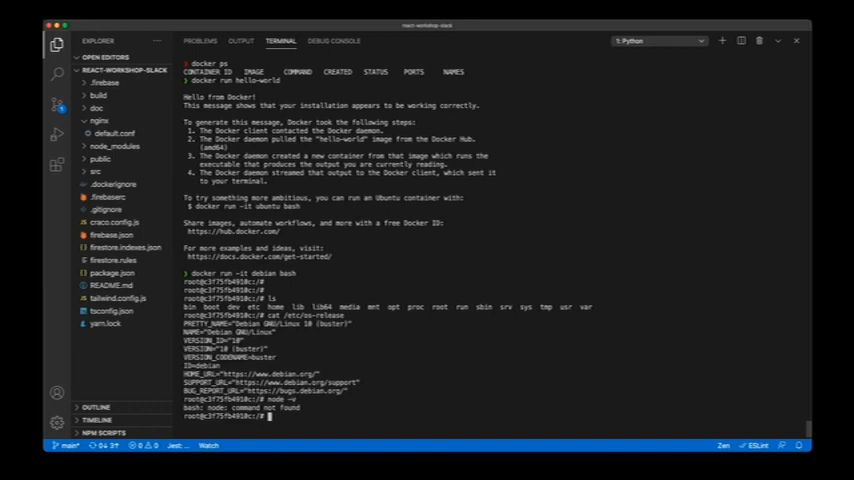 react-workshop-slack
EXPLORER
OPEN EDITORS
REACT-WORKSHOP-SLACK
.firebase
build
doc
nginx
default.conf
node_modules
public
src
.dockerignore
.firebaserc
.gitignore
craco.config.js
firebase.json
firestore.indexes.json
firestore.rules
package.json
README.md
tailwind.config.js
tsconfig.json
yarn.lock
OUTLINE
TIMELINE
NPM SCRIPTS
PROBLEMS OUTPUT TERMINAL DEBUG CONSOLE 1: Python
❯ docker ps
CONTAINER ID IMAGE COMMAND CREATED STATUS PORTS NAMES
❯ docker run hello-world
Hello from Docker!
This message shows that your installation appears to be working correctly.
To generate this message, Docker took the following steps:
1. The Docker client contacted the Docker daemon.
2. The Docker daemon pulled the "hello-world" image from the Docker Hub.
(amd64)
3. The Docker daemon created a new container from that image which runs the
executable that produces the output you are currently reading.
4. The Docker daemon streamed that output to the Docker client, which sent it
to your terminal.
To try something more ambitious, you can run an Ubuntu container with:
$ docker run -it ubuntu bash
Share images, automate workflows, and more with a free Docker ID:
https://hub.docker.com/
For more examples and ideas, visit:
https://docs.docker.com/get-started/
❯ docker run -it debian bash
root@c3f75fb4910c:/#
root@c3f75fb4910c:/# ls
bin boot dev etc home lib lib64 media mnt opt proc root run sbin srv sys tmp usr var
root@c3f75fb4910c:/# cat /etc/os-release
PRETTY_NAME="Debian GNU/Linux 10 (buster)"
NAME="Debian GNU/Linux"
VERSION_ID="10"
VERSION="10 (buster)"
VERSION_CODENAME=buster
ID=debian
HOME_URL="https://www.debian.org/"
SUPPORT_URL="https://www.debian.org/support"
BUG_REPORT_URL="https://bugs.debian.org/"
root@c3f75fb4910c:/# node -v
bash: node: command not found
root@c3f75fb4910c:/#
main* 0↓ 3↑ 0 0 Jest: ... Watch Zen ESLint